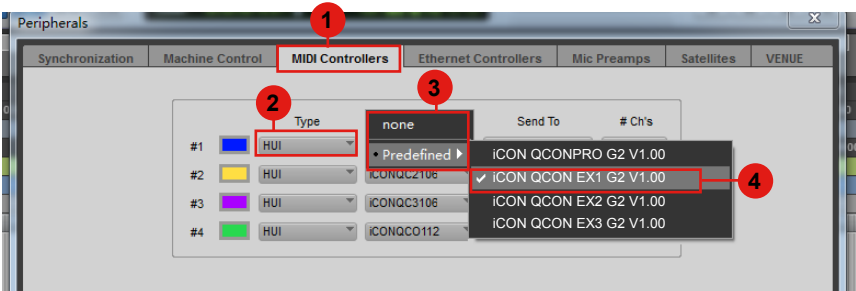 Peripherals
1
Synchronization Machine Control MIDI Controllers Ethernet Controllers Mic Preamps Satellites VENUE
2
3
Type Send To # Ch's
none
#1 HUI
Predefined
iCON QCONPRO G2 V1.00
#2 HUI iCONQC2106
iCON QCON EX1 G2 V1.00
4
#3 HUI iCONQC3106
iCON QCON EX2 G2 V1.00
#4 HUI iCONQCO112
iCON QCON EX3 G2 V1.00